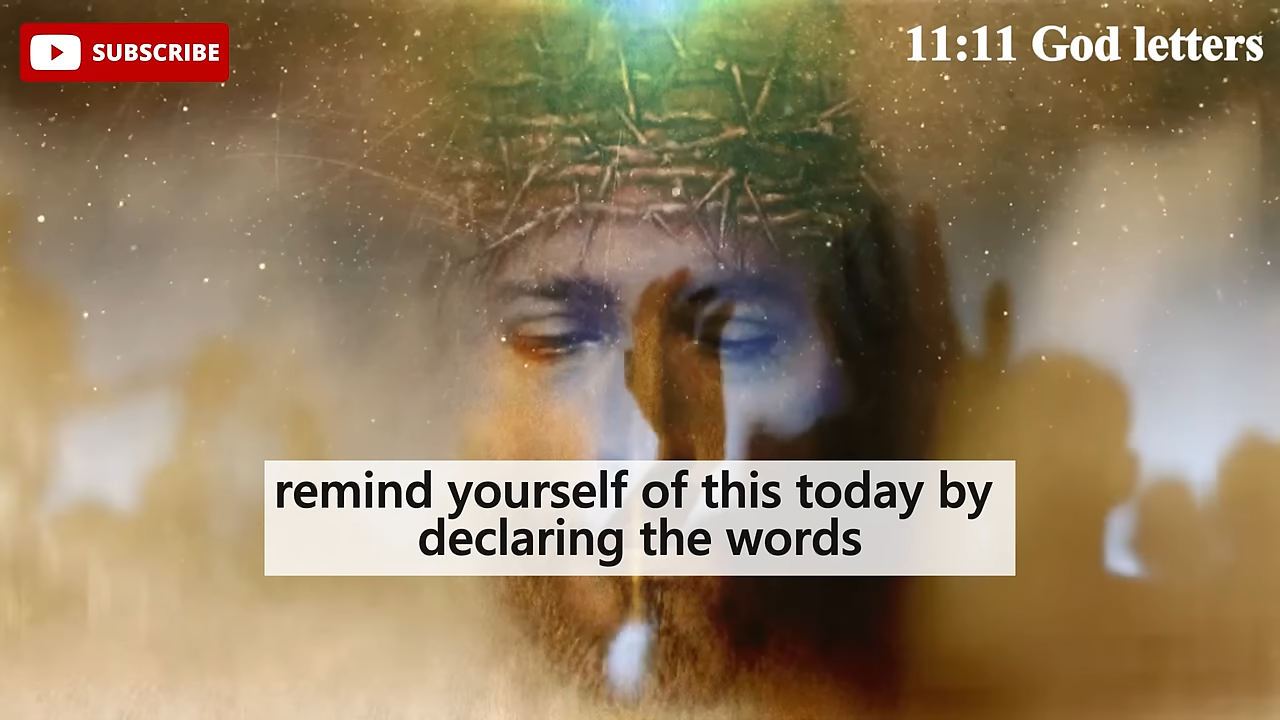 SUBSCRIBE
11:11 God letters
remind yourself of this today by
declaring the words